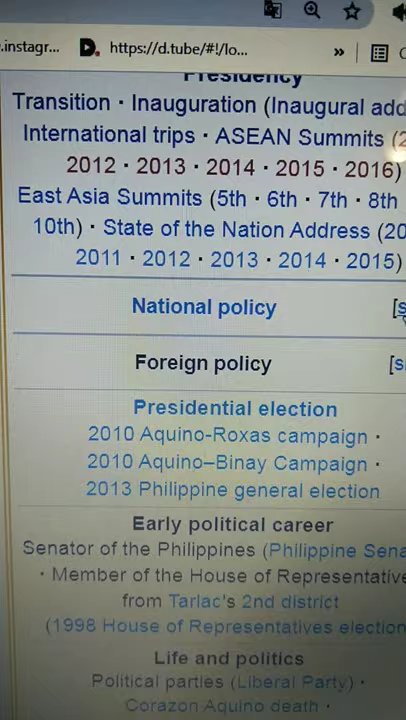 .instagr... D. https://d.tube/#!/lo... »
Presidency
Transition · Inauguration (Inaugural add
International trips · ASEAN Summits (2
2012 · 2013 · 2014 · 2015 · 2016)
East Asia Summits (5th · 6th · 7th · 8th
10th) · State of the Nation Address (20
2011 · 2012 · 2013 · 2014 · 2015)
National policy [s
Foreign policy [s
Presidential election
2010 Aquino-Roxas campaign ·
2010 Aquino–Binay Campaign ·
2013 Philippine general election
Early political career
Senator of the Philippines (Philippine Sena
· Member of the House of Representative
from Tarlac's 2nd district
(1998 House of Representatives election
Life and politics
Political parties (Liberal Party) ·
Corazon Aquino death ·